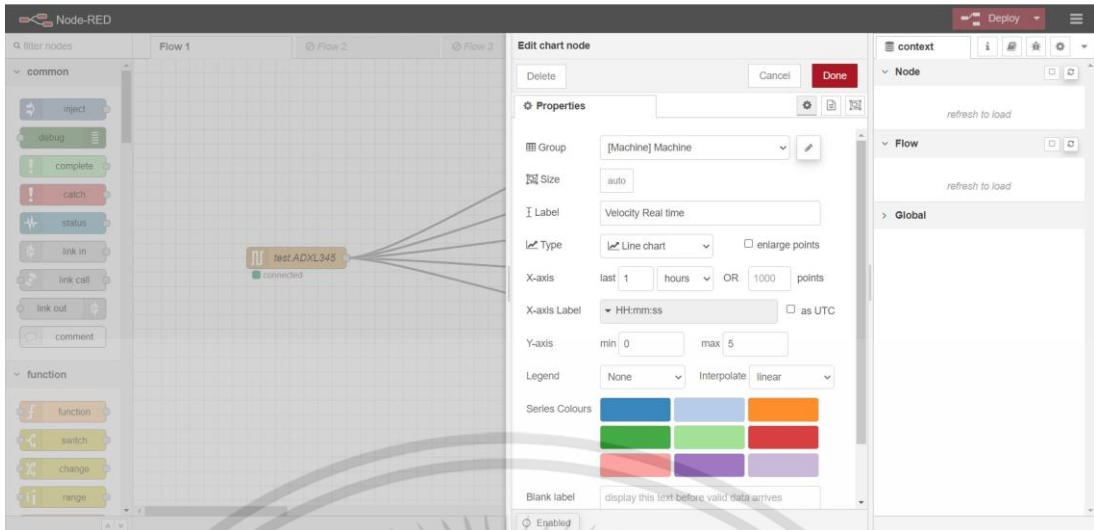 Node-RED
Deploy
filter nodes
Flow 1
Flow 2
Flow 3
Edit chart node
context
common
Delete
Cancel
Done
Node
inject
Properties
refresh to load
debug
complete
Group
[Machine] Machine
Flow
catch
Size
auto
refresh to load
status
Label
Velocity Real time
Global
link in
test.ADXL345
Type
Line chart
enlarge points
link call
connected
X-axis
last 1
hours
OR
1000
points
link out
X-axis Label
HH:mm:ss
as UTC
comment
Y-axis
min 0
max 5
function
Legend
None
Interpolate
linear
function
Series Colours
switch
change
range
Blank label
display this text before valid data arrives
Enabled